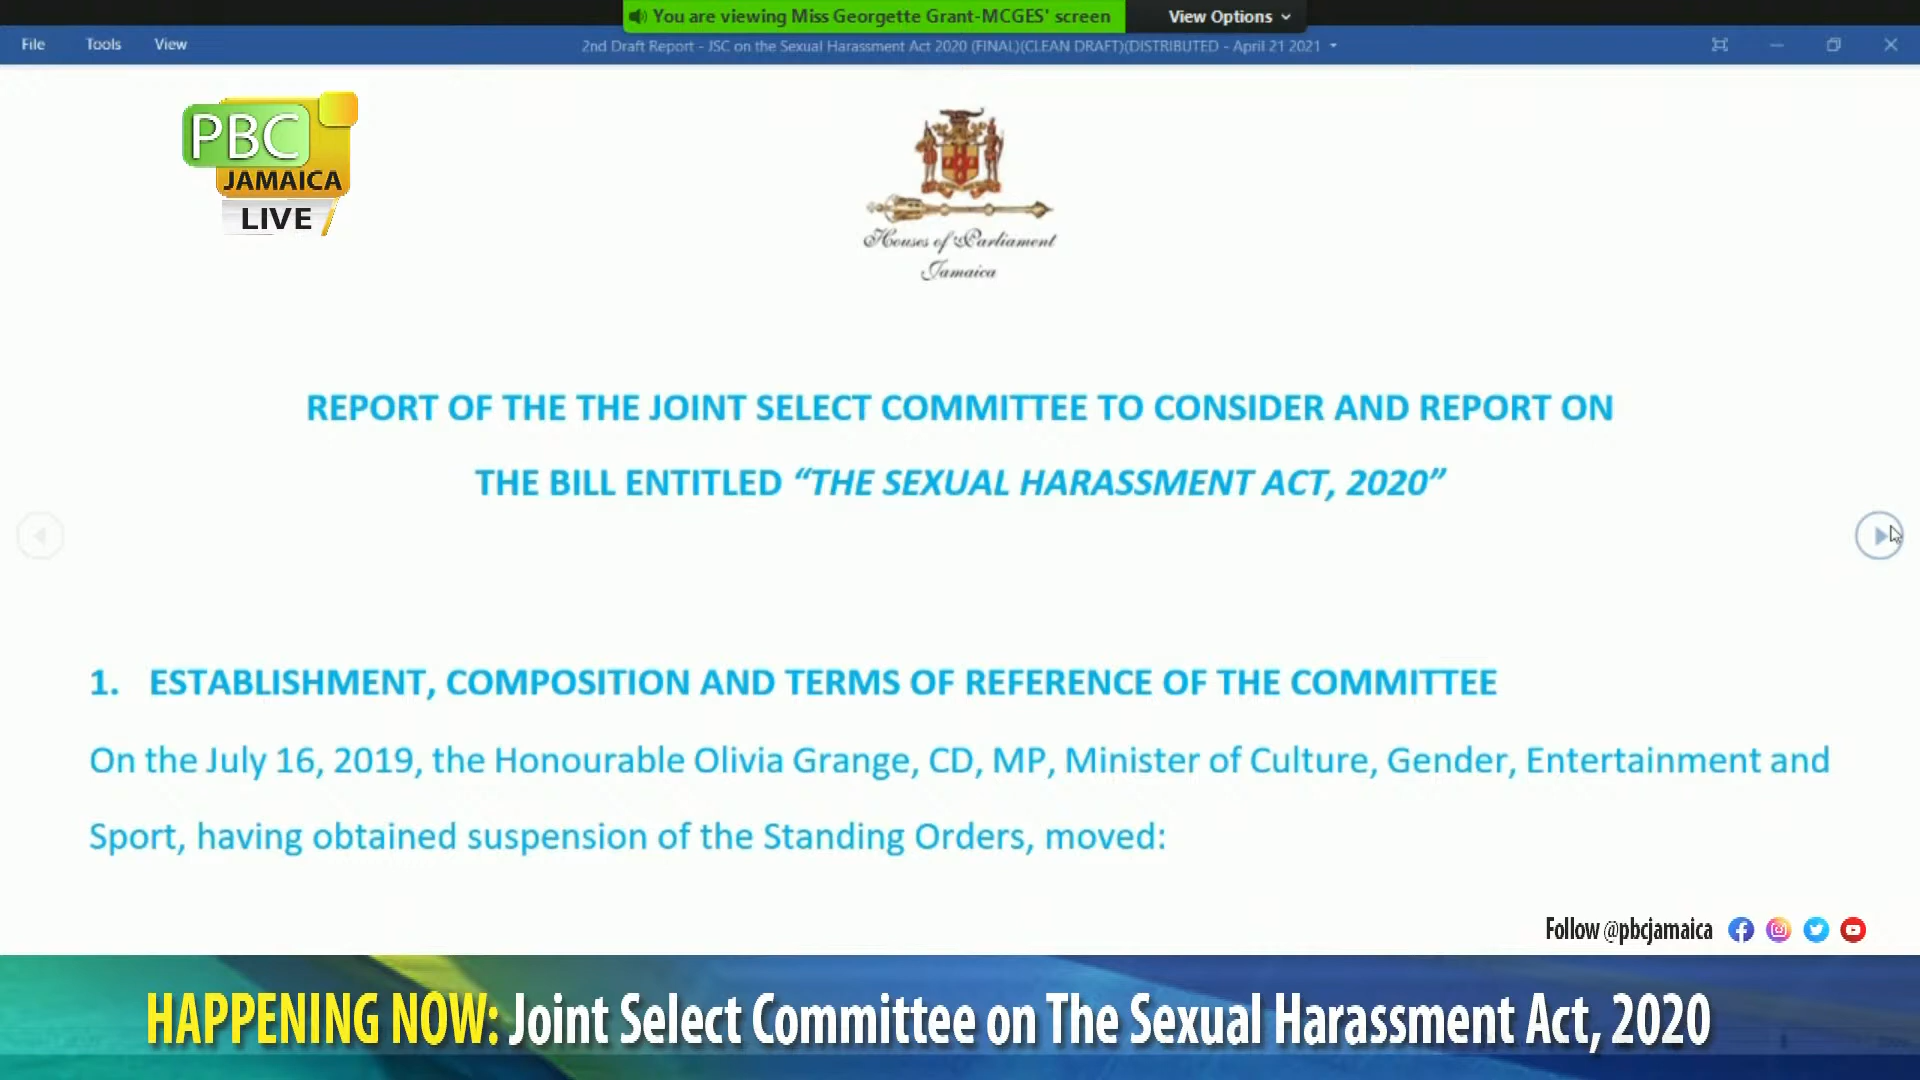 You are viewing Miss Georgette Grant-MCGES' screen
View Options
File Tools View
2nd Draft Report - JSC on the Sexual Harassment Act 2020 (FINAL)(CLEAN DRAFT)(DISTRIBUTED - April 21 2021
PBC
JAMAICA
LIVE
Houses of Parliament
Jamaica
REPORT OF THE THE JOINT SELECT COMMITTEE TO CONSIDER AND REPORT ON
THE BILL ENTITLED “THE SEXUAL HARASSMENT ACT, 2020”
1. ESTABLISHMENT, COMPOSITION AND TERMS OF REFERENCE OF THE COMMITTEE
On the July 16, 2019, the Honourable Olivia Grange, CD, MP, Minister of Culture, Gender, Entertainment and
Sport, having obtained suspension of the Standing Orders, moved:
Follow @pbcjamaica
HAPPENING NOW: Joint Select Committee on The Sexual Harassment Act, 2020